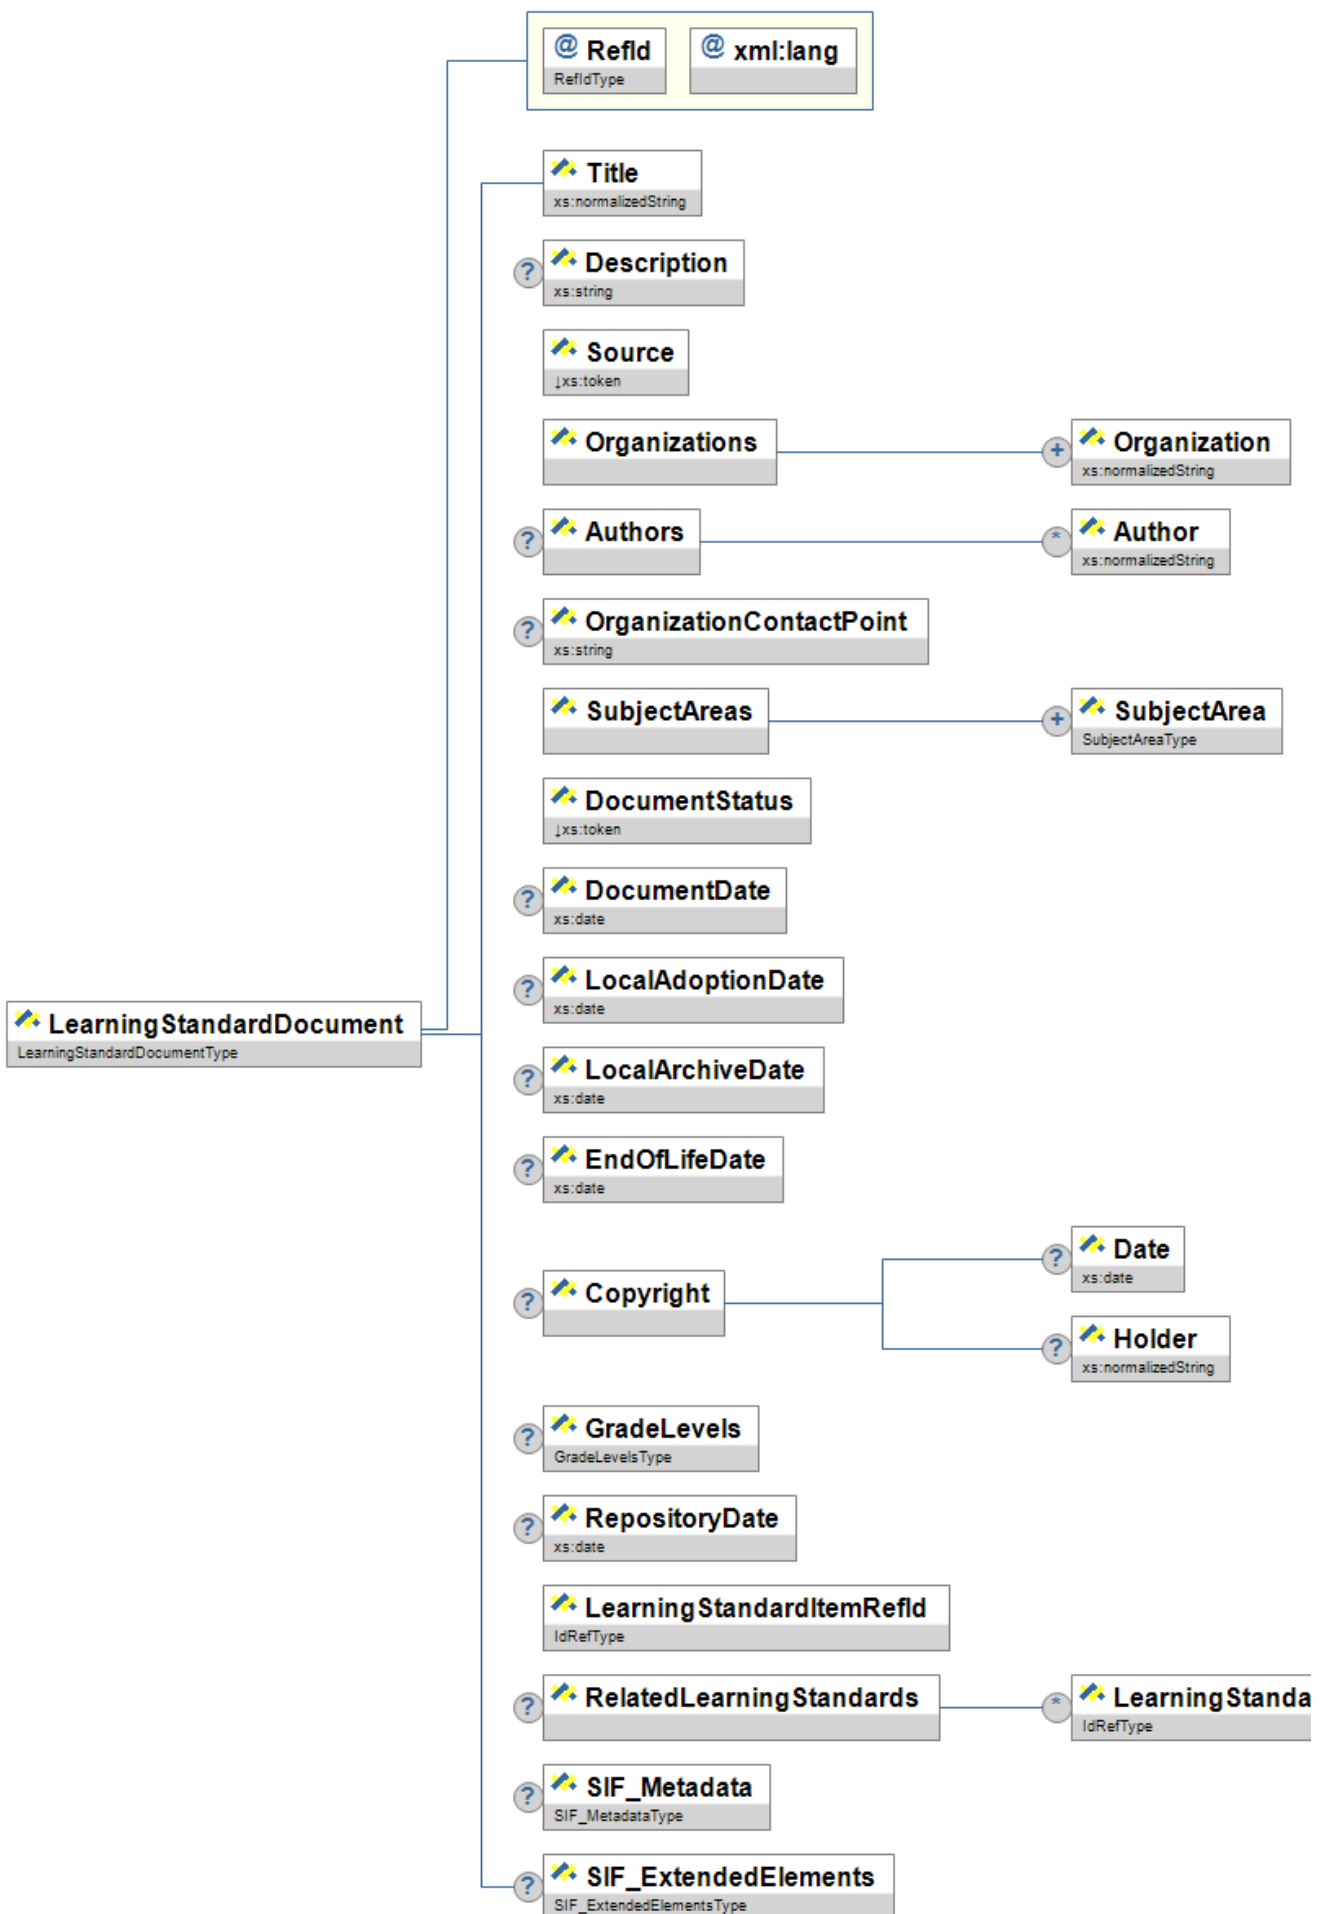 @ RefId
RefIdType
@ xml:lang
Title
xs:normalizedString
? Description
xs:string
Source
↓xs:token
Organizations
+ Organization
xs:normalizedString
? Authors
* Author
xs:normalizedString
? OrganizationContactPoint
xs:string
SubjectAreas
+ SubjectArea
SubjectAreaType
DocumentStatus
↓xs:token
? DocumentDate
xs:date
? LocalAdoptionDate
xs:date
LearningStandardDocument
LearningStandardDocumentType
? LocalArchiveDate
xs:date
? EndOfLifeDate
xs:date
? Copyright
? Date
xs:date
? Holder
xs:normalizedString
? GradeLevels
GradeLevelsType
? RepositoryDate
xs:date
LearningStandardItemRefId
IdRefType
? RelatedLearningStandards
* LearningStanda
IdRefType
? SIF_Metadata
SIF_MetadataType
? SIF_ExtendedElements
SIF_ExtendedElementsType